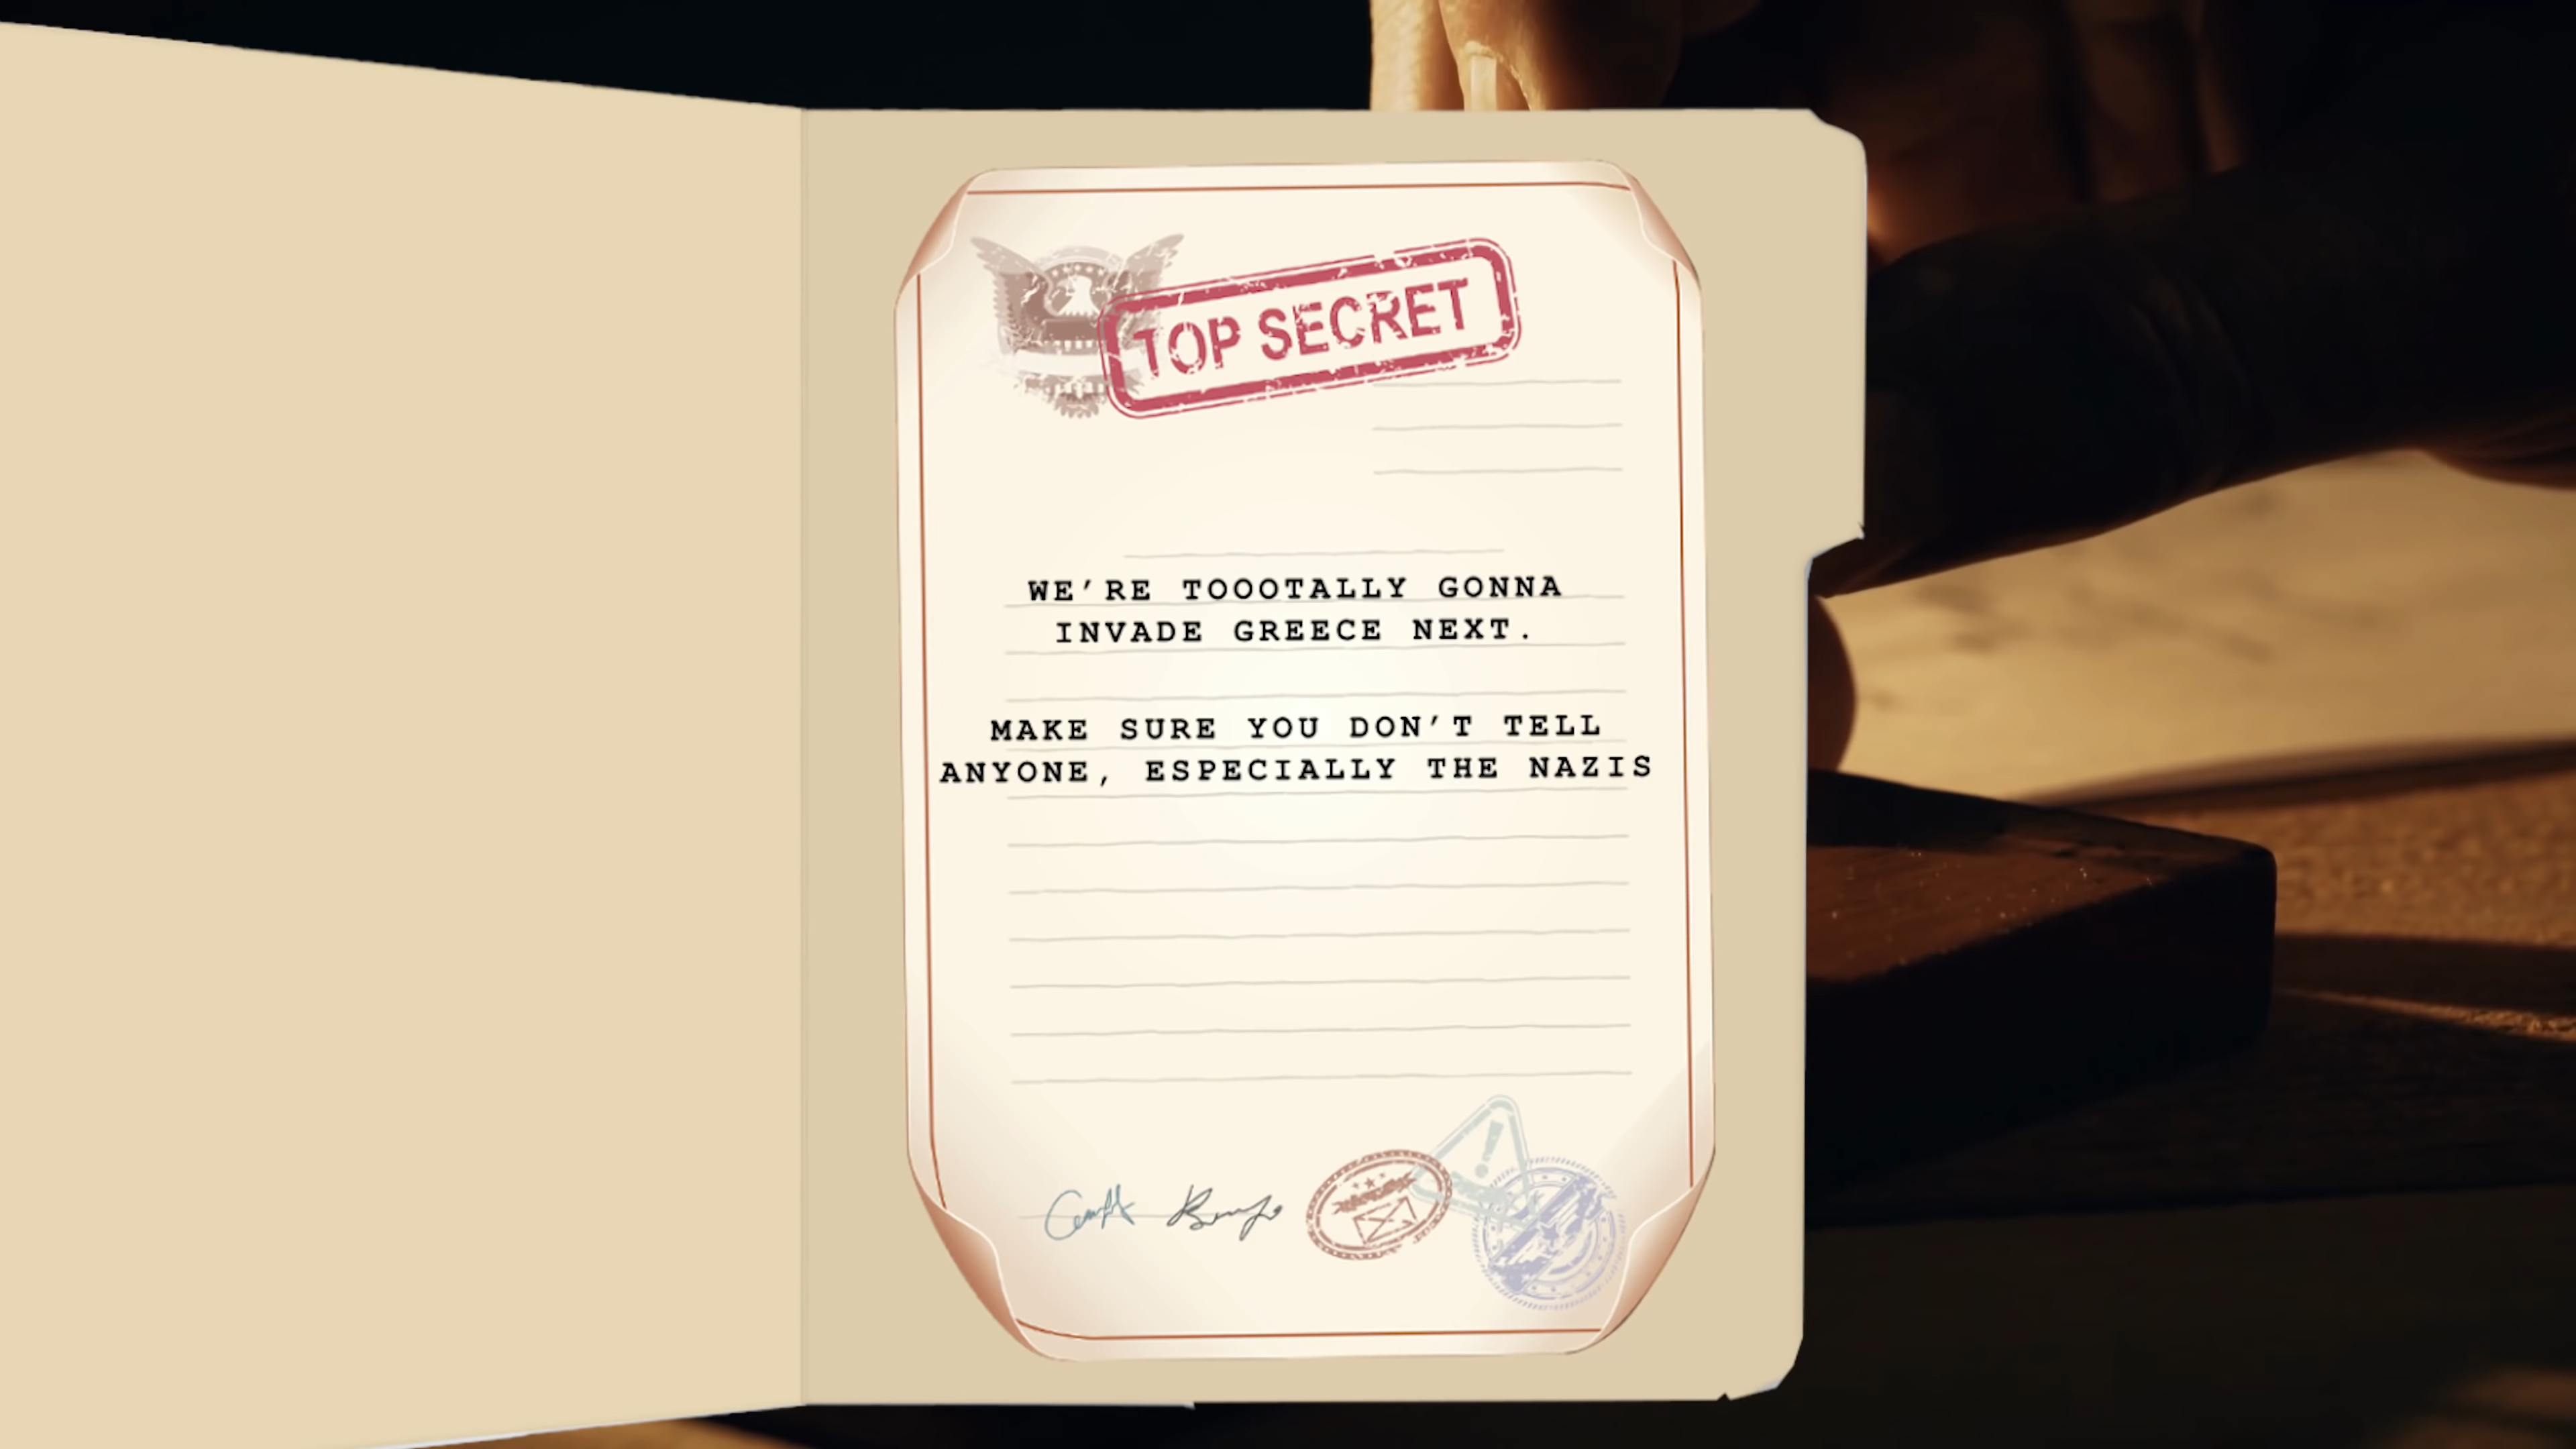 TOP SECRET
WE'RE TOOOTALLY GONNA
INVADE GREECE NEXT.
MAKE SURE YOU DON'T TELL
ANYONE, ESPECIALLY THE NAZIS